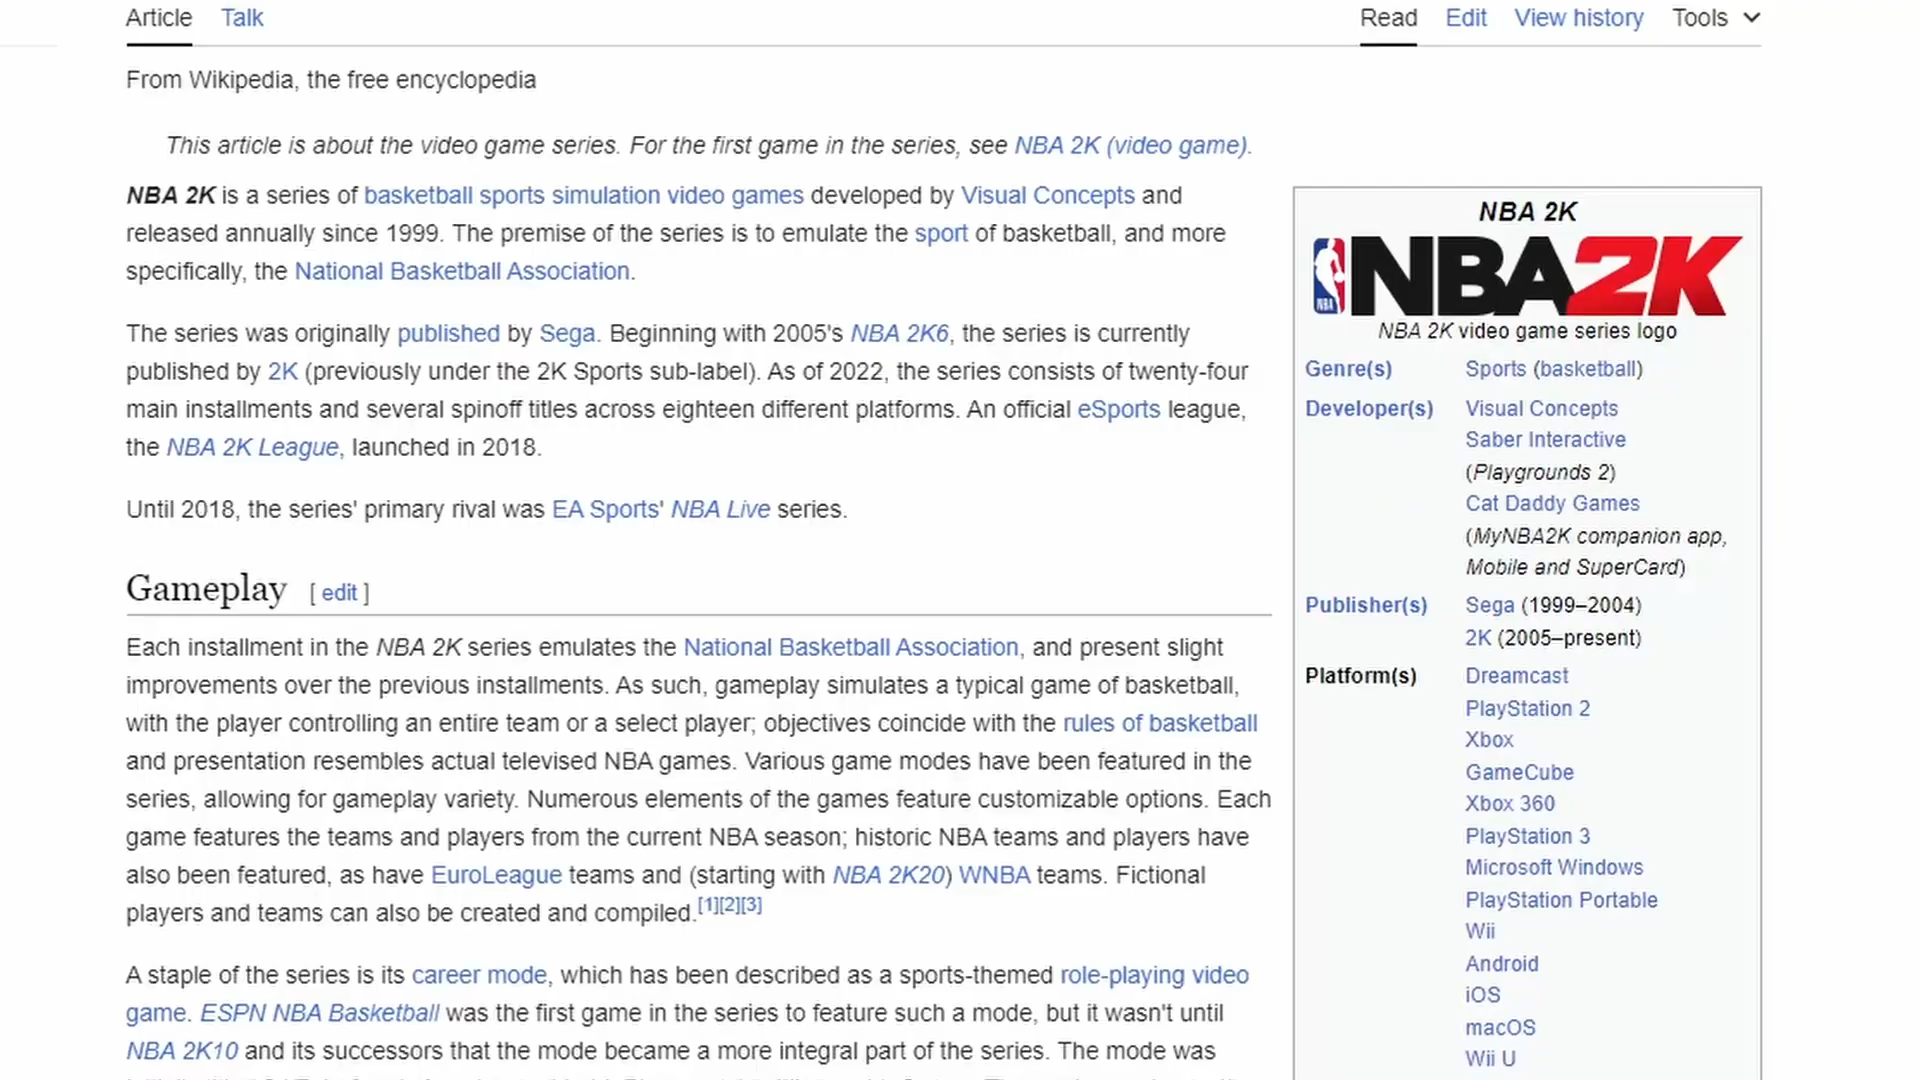 Article Talk Read Edit View history Tools
From Wikipedia, the free encyclopedia
This article is about the video game series. For the first game in the series, see NBA 2K (video game).
NBA 2K is a series of basketball sports simulation video games developed by Visual Concepts and
released annually since 1999. The premise of the series is to emulate the sport of basketball, and more
specifically, the National Basketball Association.
The series was originally published by Sega. Beginning with 2005's NBA 2K6, the series is currently
published by 2K (previously under the 2K Sports sub-label). As of 2022, the series consists of twenty-four
main installments and several spinoff titles across eighteen different platforms. An official eSports league,
the NBA 2K League, launched in 2018.
Until 2018, the series' primary rival was EA Sports' NBA Live series.
Gameplay [ edit ]
Each installment in the NBA 2K series emulates the National Basketball Association, and present slight
improvements over the previous installments. As such, gameplay simulates a typical game of basketball,
with the player controlling an entire team or a select player; objectives coincide with the rules of basketball
and presentation resembles actual televised NBA games. Various game modes have been featured in the
series, allowing for gameplay variety. Numerous elements of the games feature customizable options. Each
game features the teams and players from the current NBA season; historic NBA teams and players have
also been featured, as have EuroLeague teams and (starting with NBA 2K20) WNBA teams. Fictional
players and teams can also be created and compiled.[1][2][3]
A staple of the series is its career mode, which has been described as a sports-themed role-playing video
game. ESPN NBA Basketball was the first game in the series to feature such a mode, but it wasn't until
NBA 2K10 and its successors that the mode became a more integral part of the series. The mode was
NBA 2K
NBA NBA2K
NBA 2K video game series logo
Genre(s) Sports (basketball)
Developer(s) Visual Concepts
Saber Interactive
(Playgrounds 2)
Cat Daddy Games
(MyNBA2K companion app,
Mobile and SuperCard)
Publisher(s) Sega (1999–2004)
2K (2005–present)
Platform(s) Dreamcast
PlayStation 2
Xbox
GameCube
Xbox 360
PlayStation 3
Microsoft Windows
PlayStation Portable
Wii
Android
iOS
macOS
Wii U